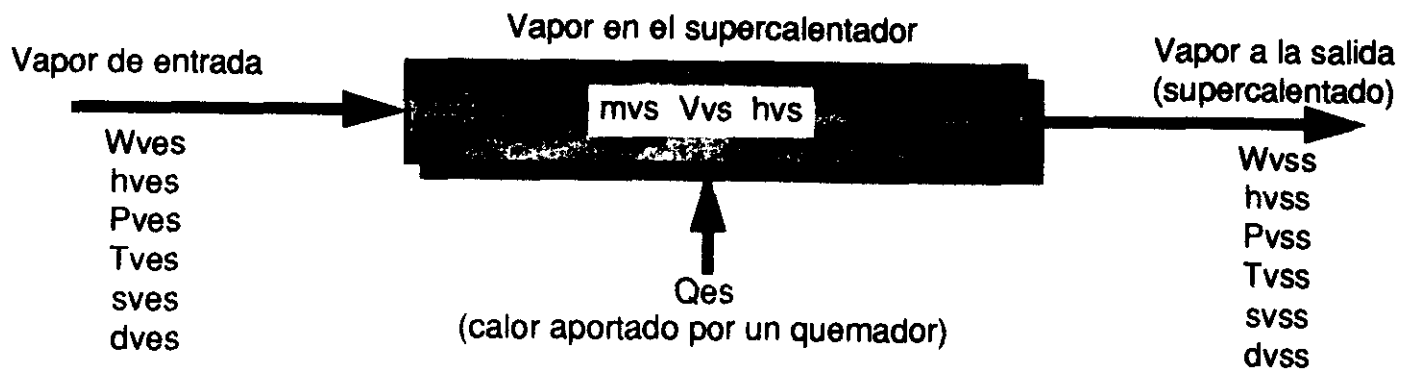 Vapor en el supercalentador
Vapor de entrada
Vapor a la salida
(supercalentado)
mvs Vvs hvs
Wves
hves
Pves
Tves
sves
dves
Qes
(calor aportado por un quemador)
Wvss
hvss
Pvss
Tvss
svss
dvss